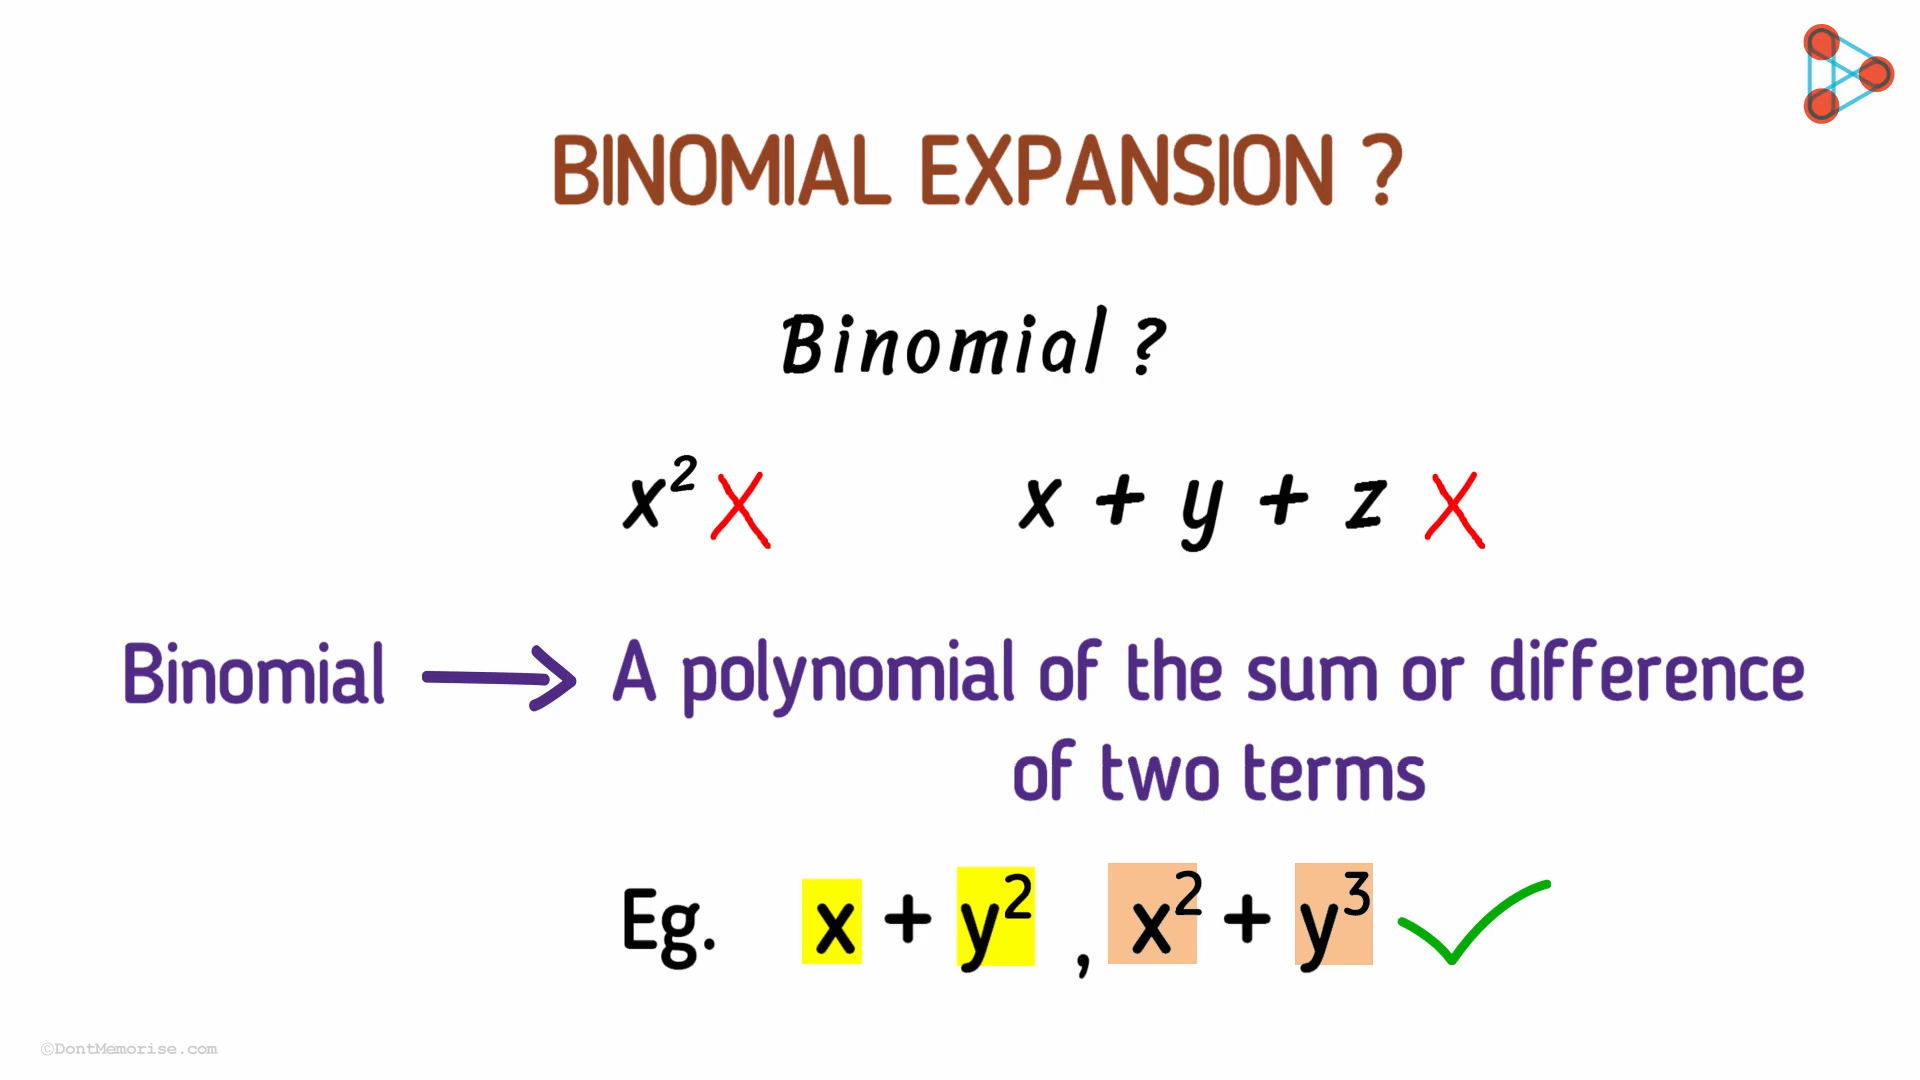 BINOMIAL EXPANSION ?
Binomial ?
x² X x + y + z X
Binomial → A polynomial of the sum or difference
of two terms
Eg. x + y² , x² + y³ ✓
©DontMemorise.com